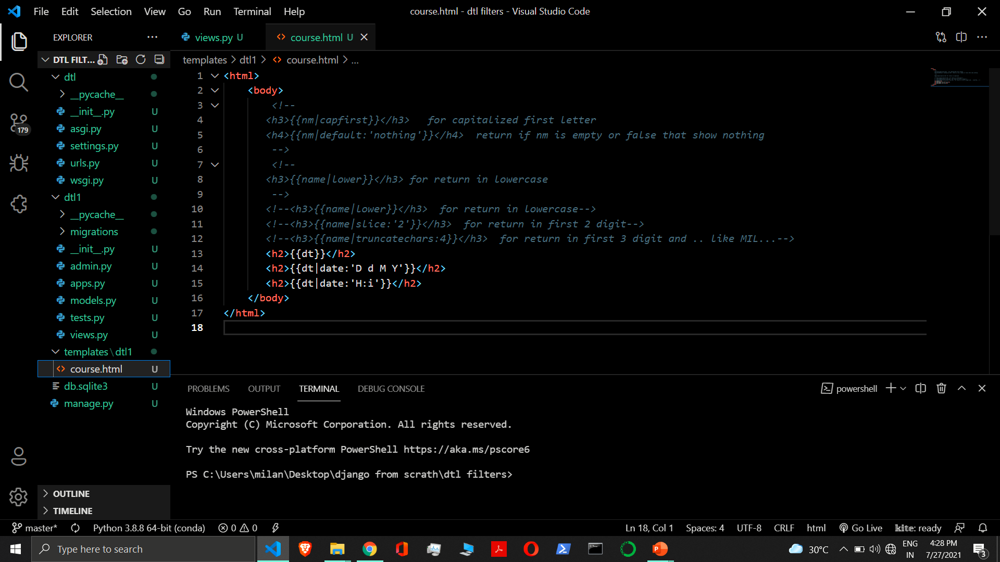 File Edit Selection View Go Run Terminal Help
course.html - dtl filters - Visual Studio Code
EXPLORER
views.py U
course.html U
DTL FILT...
templates > dtl1 > course.html > ...
dtl
__pycache__
__init__.py U
asgi.py U
settings.py U
urls.py U
wsgi.py U
dtl1
__pycache__
migrations
__init__.py U
admin.py U
apps.py U
models.py U
tests.py U
views.py U
templates\dtl1
course.html U
db.sqlite3 U
manage.py U
179
OUTLINE
TIMELINE
1 <html>
2 <body>
3 <!--
4 <h3>{{nm|capfirst}}</h3> for capitalized first letter
5 <h4>{{nm|default:'nothing'}}</h4> return if nm is empty or false that show nothing
6 -->
7 <!--
8 <h3>{{name|lower}}</h3> for return in lowercase
9 -->
10 <!--<h3>{{name|lower}}</h3> for return in lowercase-->
11 <!--<h3>{{name|slice:'2'}}</h3> for return in first 2 digit-->
12 <!--<h3>{{name|truncatechars:4}}</h3> for return in first 3 digit and .. like MIL...-->
13 <h2>{{dt}}</h2>
14 <h2>{{dt|date:'D d M Y'}}</h2>
15 <h2>{{dt|date:'H:i'}}</h2>
16 </body>
17 </html>
18
PROBLEMS OUTPUT TERMINAL DEBUG CONSOLE
powershell
Windows PowerShell
Copyright (C) Microsoft Corporation. All rights reserved.
Try the new cross-platform PowerShell https://aka.ms/pscore6
PS C:\Users\milan\Desktop\django from scrath\dtl filters>
master* Python 3.8.8 64-bit (conda) 0 0
Ln 18, Col 1 Spaces: 4 UTF-8 CRLF html Go Live kite: ready
Type here to search
30°C
ENG
IN
4:28 PM
7/27/2021
3